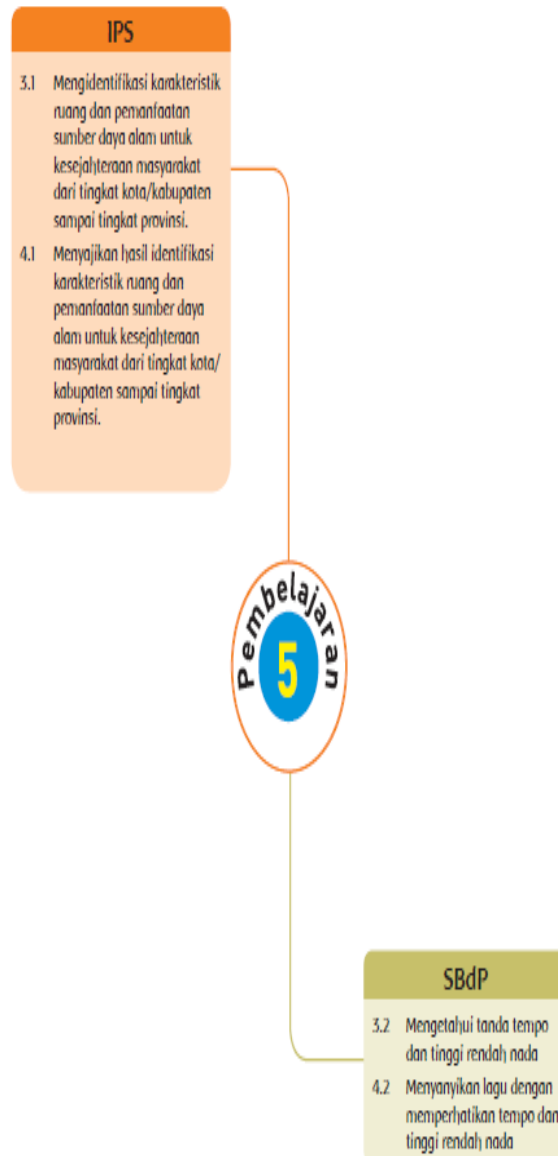 IPS
3.1 Mengidentifikasi karakteristik
ruang dan pemanfaatan
sumber daya alam untuk
kesejahteraan masyarakat
dari tingkat kota/kabupaten
sampai tingkat provinsi.
4.1 Menyajikan hasil identifikasi
karakteristik ruang dan
pemanfaatan sumber daya
alam untuk kesejahteraan
masyarakat dari tingkat kota/
kabupaten sampai tingkat
provinsi.
Pembelajaran
5
SBdP
3.2 Mengetahui tanda tempo
dan tinggi rendah nada
4.2 Menyanyikan lagu dengan
memperhatikan tempo dan
tinggi rendah nada